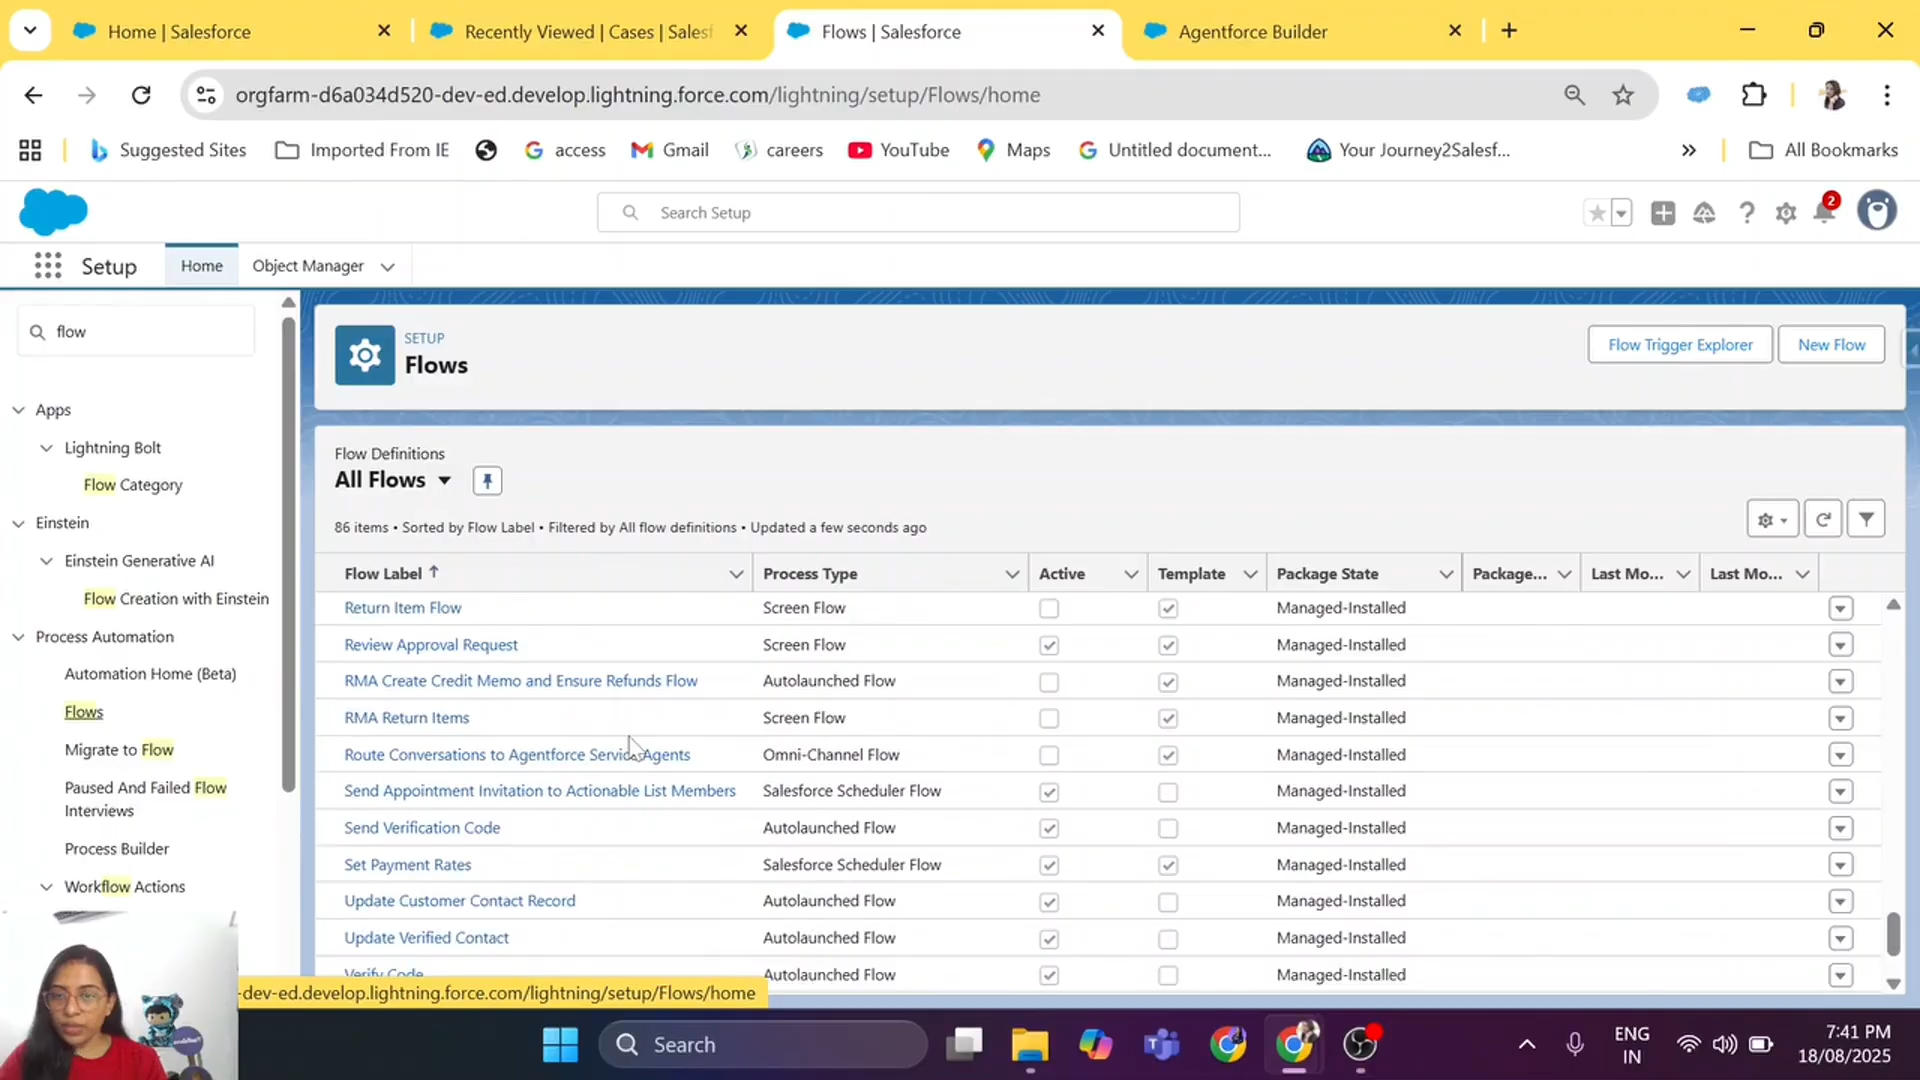 Home | Salesforce
Recently Viewed | Cases | Salesf
Flows | Salesforce
Agentforce Builder
orgfarm-d6a034d520-dev-ed.develop.lightning.force.com/lightning/setup/Flows/home
Suggested Sites
Imported From IE
access
Gmail
careers
YouTube
Maps
Untitled document...
Your Journey2Salesf...
All Bookmarks
Search Setup
2
Setup
Home
Object Manager
flow
Apps
Lightning Bolt
Flow Category
Einstein
Einstein Generative AI
Flow Creation with Einstein
Process Automation
Automation Home (Beta)
Flows
Migrate to Flow
Paused And Failed Flow
Interviews
Process Builder
Workflow Actions
SETUP
Flows
Flow Trigger Explorer
New Flow
Flow Definitions
All Flows
86 items • Sorted by Flow Label • Filtered by All flow definitions • Updated a few seconds ago
Flow Label Process Type Active Template Package State Package... Last Mo... Last Mo...
Return Item Flow Screen Flow Managed-Installed
Review Approval Request Screen Flow Managed-Installed
RMA Create Credit Memo and Ensure Refunds Flow Autolaunched Flow Managed-Installed
RMA Return Items Screen Flow Managed-Installed
Route Conversations to Agentforce Service Agents Omni-Channel Flow Managed-Installed
Send Appointment Invitation to Actionable List Members Salesforce Scheduler Flow Managed-Installed
Send Verification Code Autolaunched Flow Managed-Installed
Set Payment Rates Salesforce Scheduler Flow Managed-Installed
Update Customer Contact Record Autolaunched Flow Managed-Installed
Update Verified Contact Autolaunched Flow Managed-Installed
Verify Code Autolaunched Flow Managed-Installed
-dev-ed.develop.lightning.force.com/lightning/setup/Flows/home
Search
ENG
IN
7:41 PM
18/08/2025